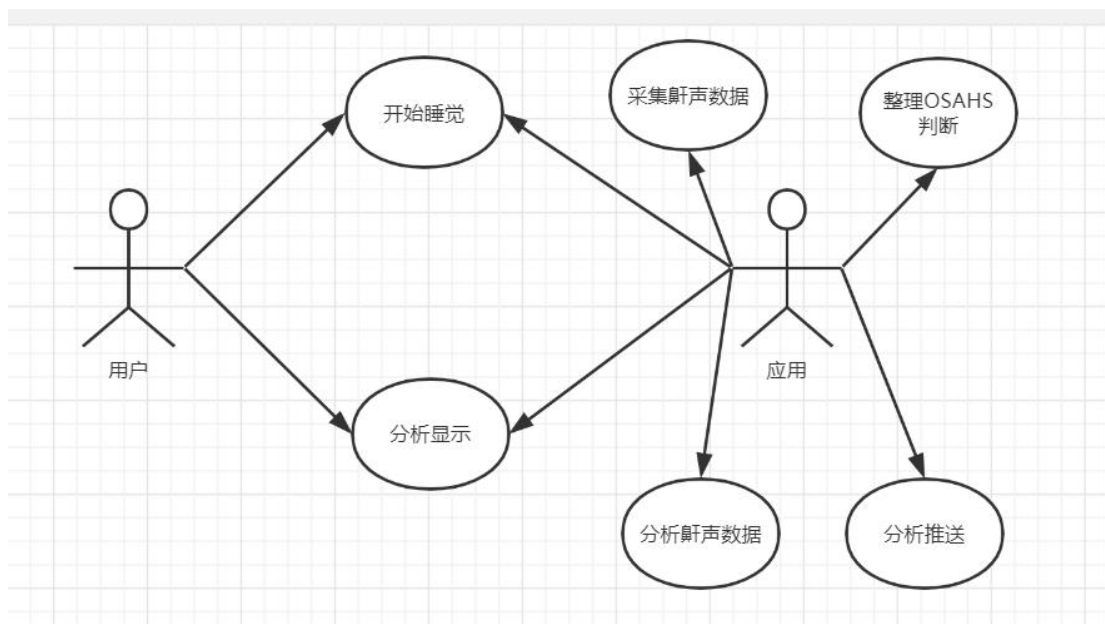 开始睡觉
采集鼾声数据
整理OSAHS
判断
用户
应用
分析显示
分析鼾声数据
分析推送